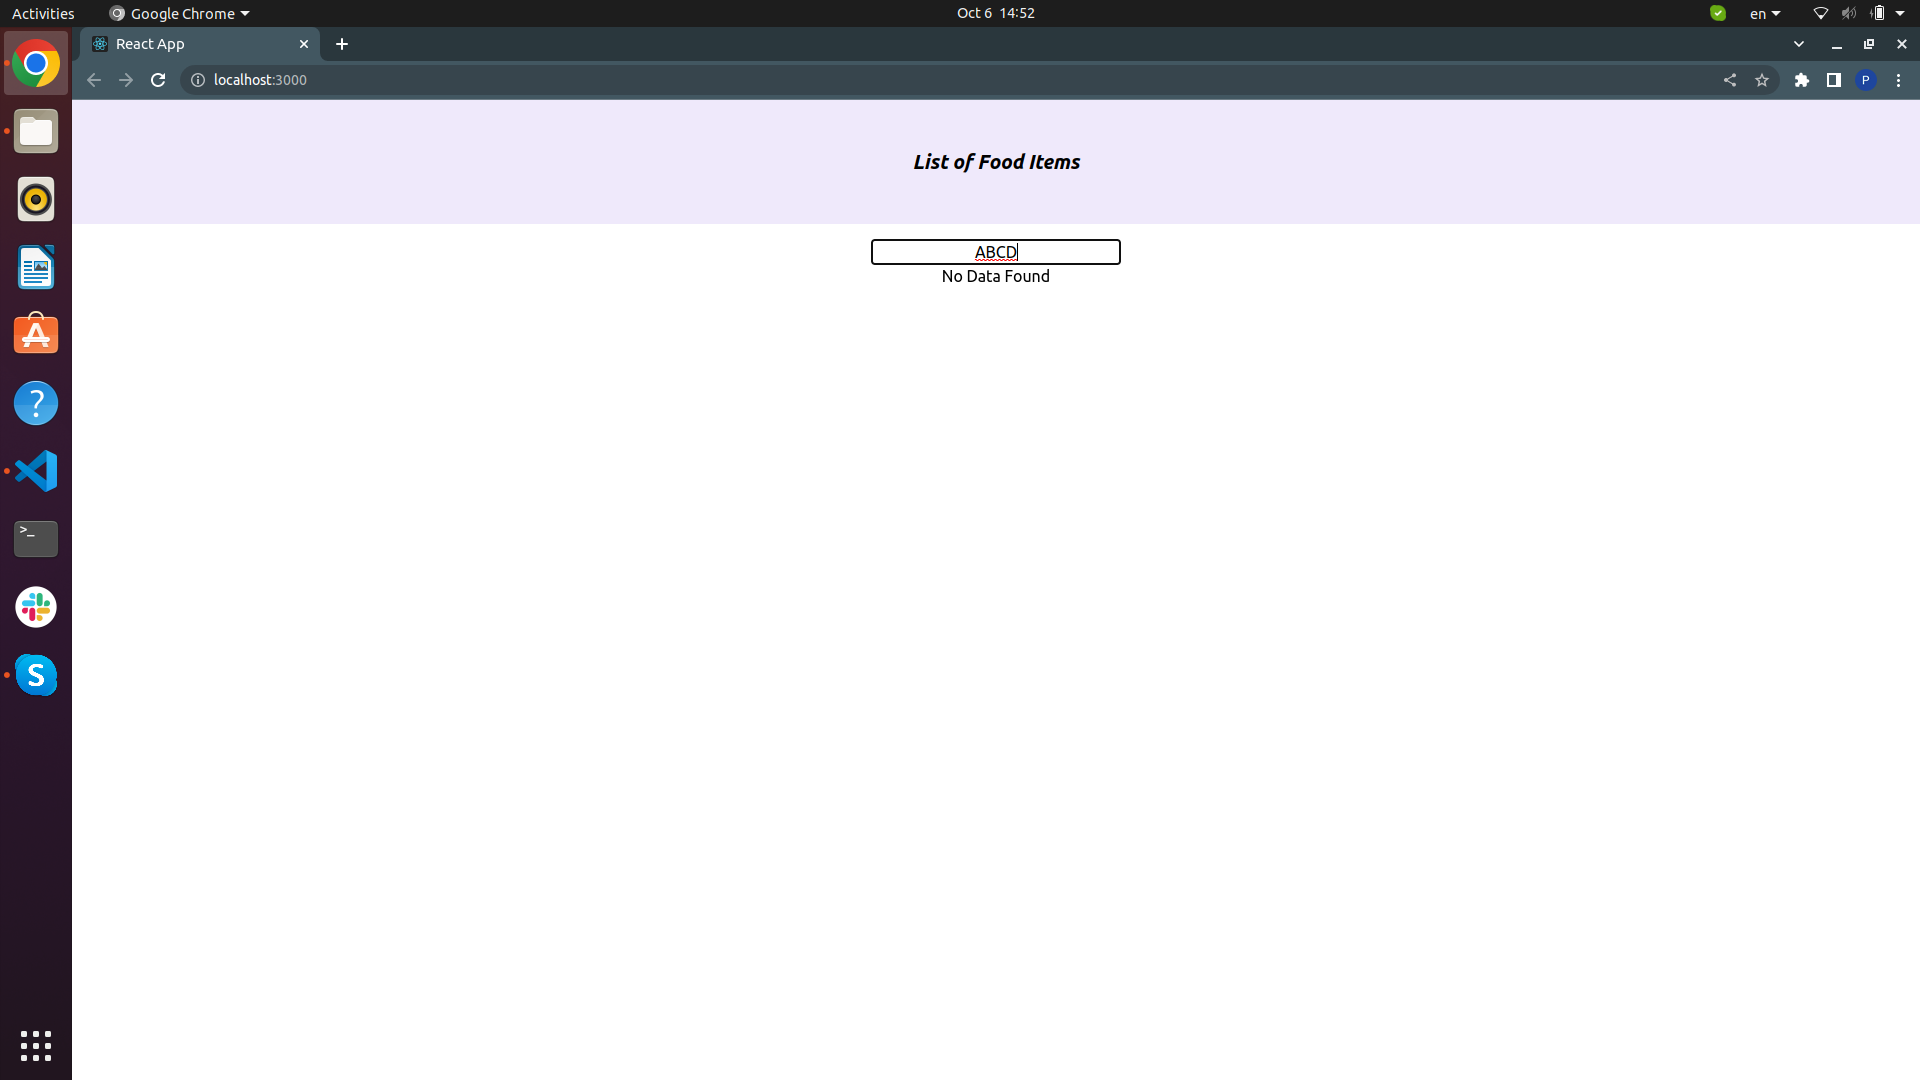 Activities
Google Chrome
Oct 6 14:52
en
React App
localhost:3000
P
List of Food Items
ABCD
No Data Found
?
>_
S